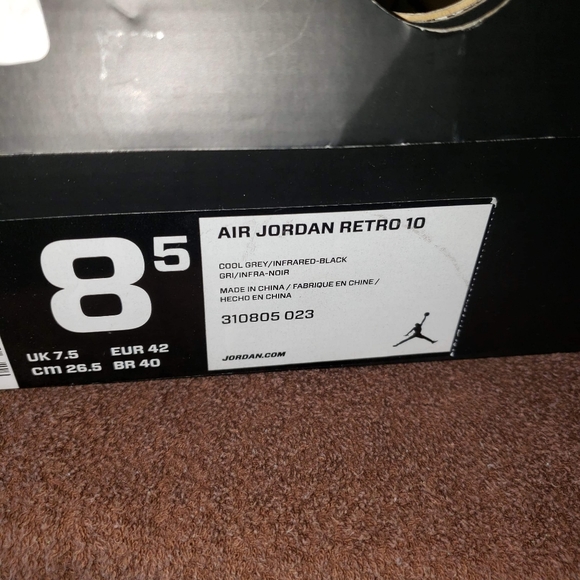 8.5
UK 7.5 EUR 42
CM 26.5 BR 40
AIR JORDAN RETRO 10
COOL GREY/INFRARED-BLACK
GRI/INFRA-NOIR
MADE IN CHINA / FABRIQUE EN CHINE /
HECHO EN CHINA
310805 023
JORDAN.COM